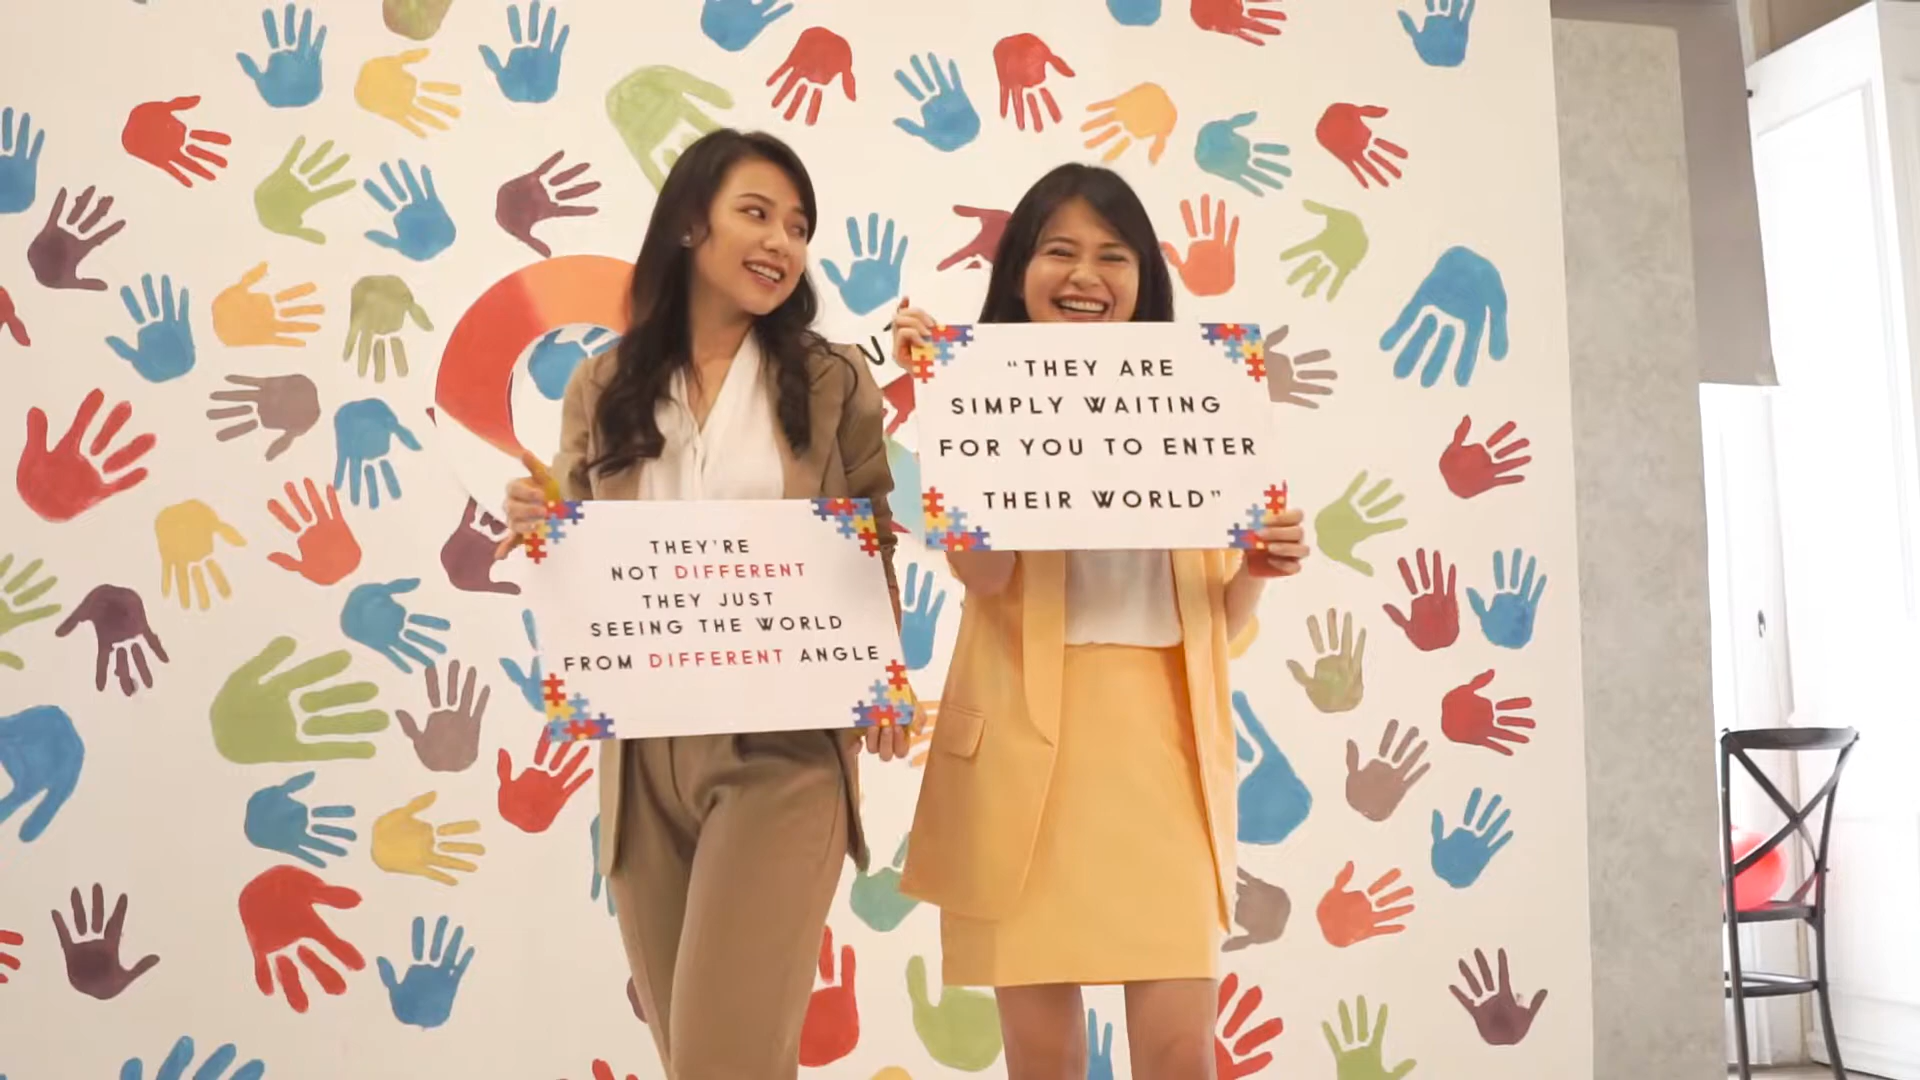 THEY'RE
NOT DIFFERENT
THEY JUST
SEEING THE WORLD
FROM DIFFERENT ANGLE
"THEY ARE
SIMPLY WAITING
FOR YOU TO ENTER
THEIR WORLD"